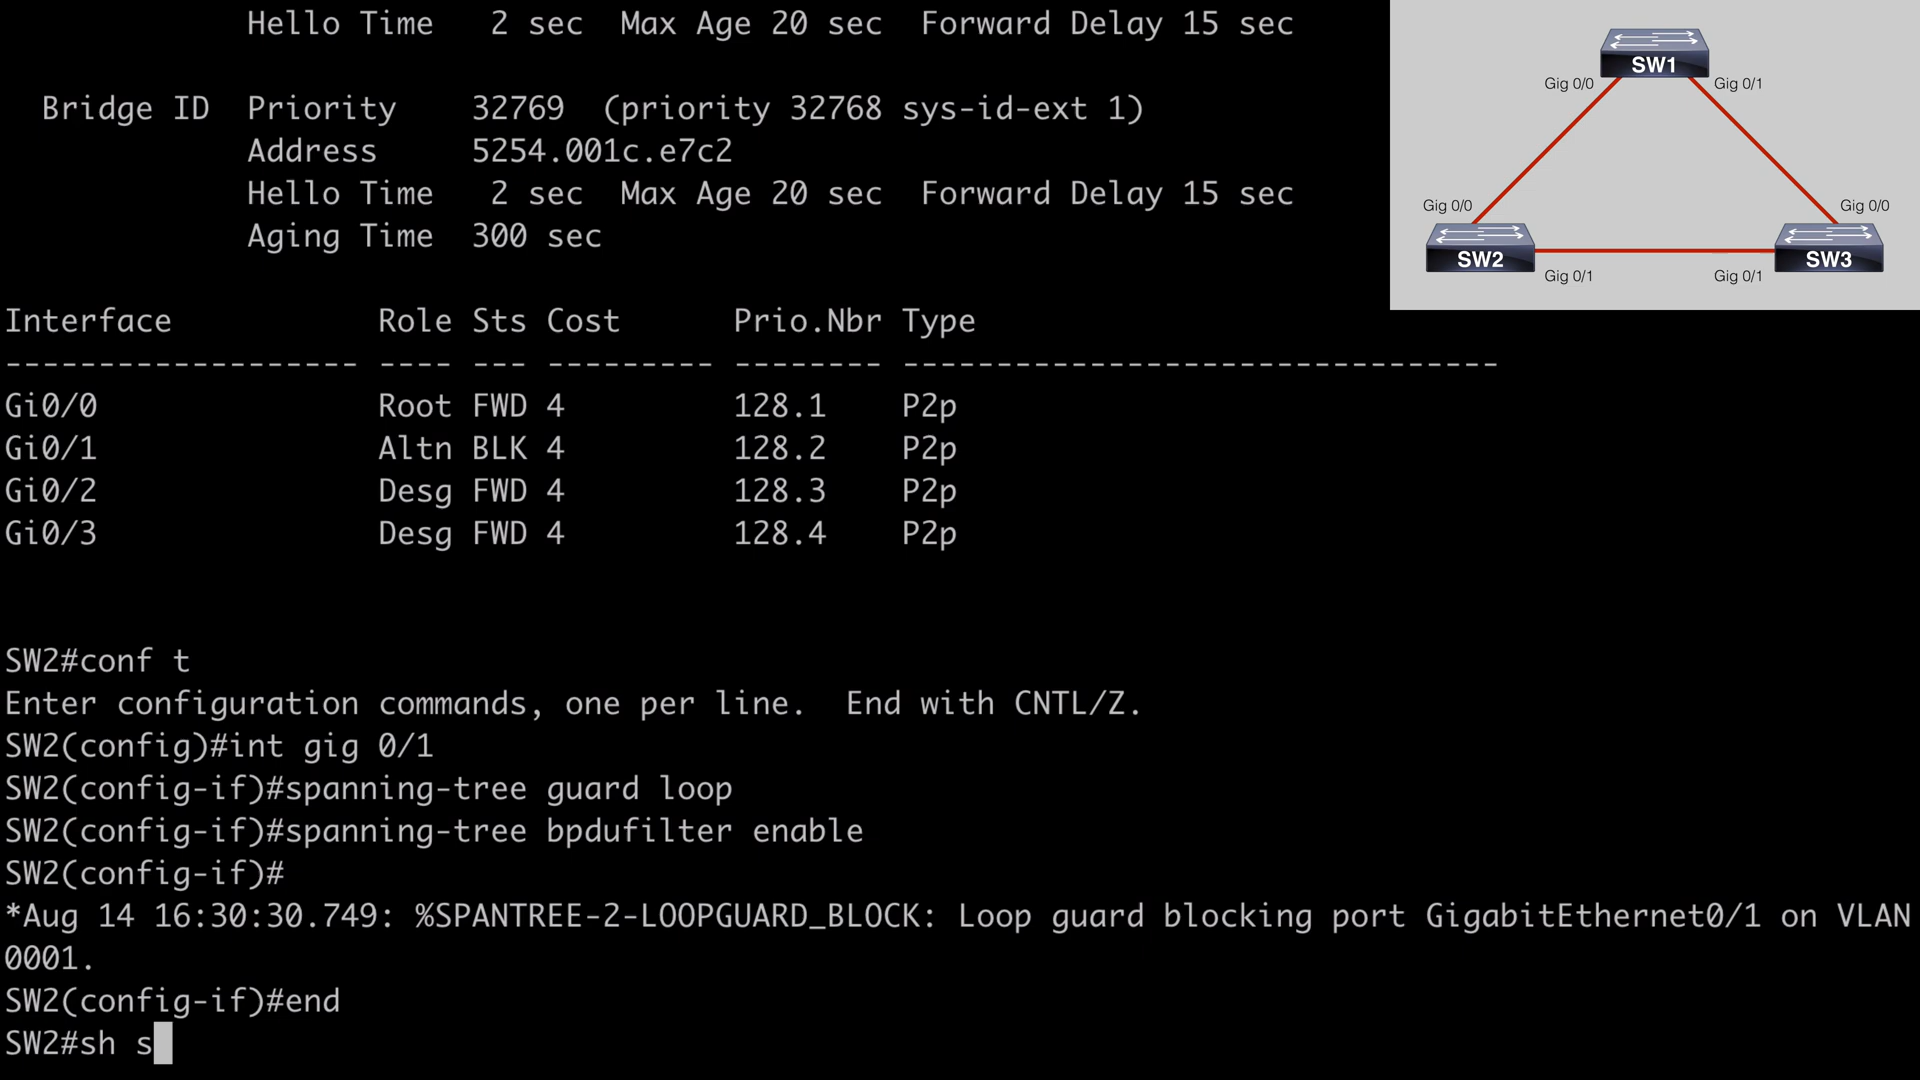 Hello Time   2 sec  Max Age 20 sec  Forward Delay 15 sec
Bridge ID  Priority    32769  (priority 32768 sys-id-ext 1)
Address     5254.001c.e7c2
Hello Time   2 sec  Max Age 20 sec  Forward Delay 15 sec
Aging Time  300 sec
Interface           Role Sts Cost      Prio.Nbr Type
------------------- ---- --- --------- -------- --------------------------------
Gi0/0               Root FWD 4         128.1    P2p
Gi0/1               Altn BLK 4         128.2    P2p
Gi0/2               Desg FWD 4         128.3    P2p
Gi0/3               Desg FWD 4         128.4    P2p
SW2#conf t
Enter configuration commands, one per line.  End with CNTL/Z.
SW2(config)#int gig 0/1
SW2(config-if)#spanning-tree guard loop
SW2(config-if)#spanning-tree bpdufilter enable
SW2(config-if)#
*Aug 14 16:30:30.749: %SPANTREE-2-LOOPGUARD_BLOCK: Loop guard blocking port GigabitEthernet0/1 on VLAN
0001.
SW2(config-if)#end
SW2#sh s
SW1
Gig 0/0
Gig 0/1
Gig 0/0
Gig 0/0
SW2
SW3
Gig 0/1
Gig 0/1